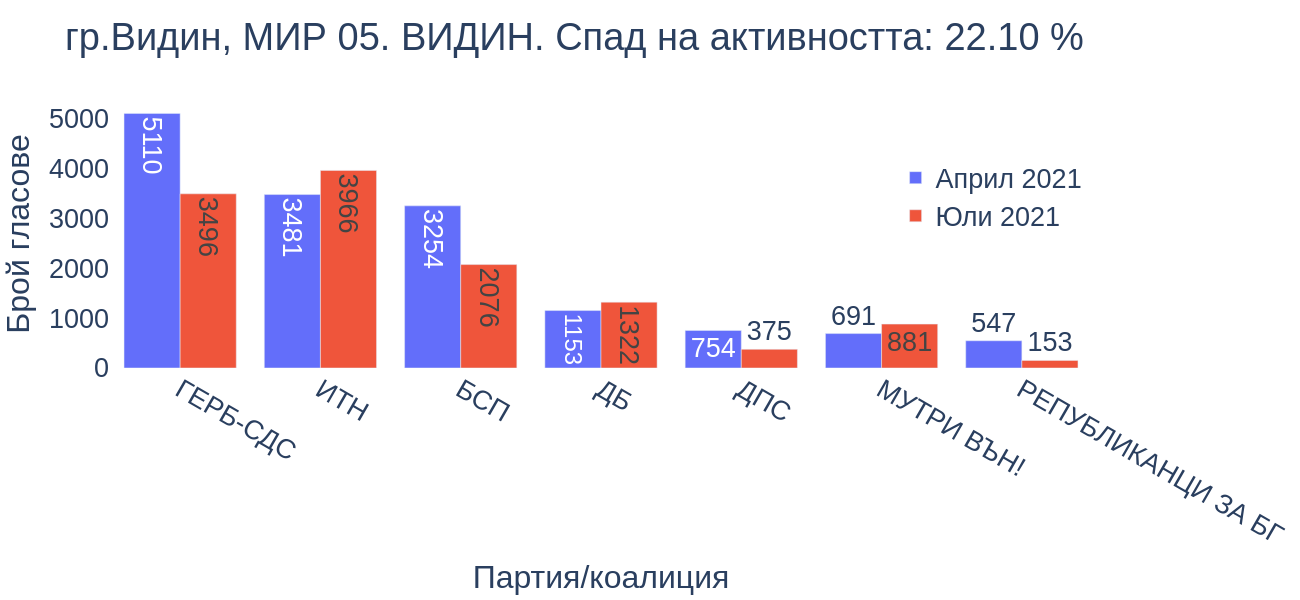 гр.Видин, МИР 05. ВИДИН. Спад на активността: 22.10 %
Брой гласове
5000
4000
3000
2000
1000
0
5110
3496
3481
3966
3254
2076
1153
1322
754
375
691
881
547
153
Април 2021
Юли 2021
ГЕРБ-СДС
ИТН
БСП
ДБ
ДПС
МУТРИ ВЪН!
РЕПУБЛИКАНЦИ ЗА БГ
Партия/коалиция